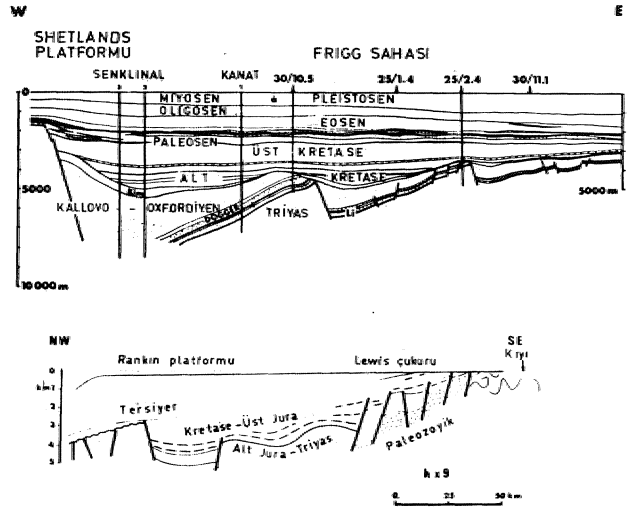 W
E
SHETLANDS
PLATFORMU
FRIGG SAHASI
SENKLINAL
KANAT
30/10.5
25/1.4
25/2.4
30/11.1
0
MİYOSEN
PLEISTOSEN
OLİGOSEN
EOSEN
PALEOSEN
ÜST KRETASE
ALT
KRETASE
5000
5000 m
KALLOVO-OXFORDİYEN
DOGGER
TRİYAS
Li
10 000 m
NW
SE
Kıyı
Rankın platformu
Lewis çukuru
0
km 1
2
3
4
5
Tersiyer
Kretase-Üst Jura
Alt Jura-Triyas
Paleozoyik
h x 9
0
25
50 km